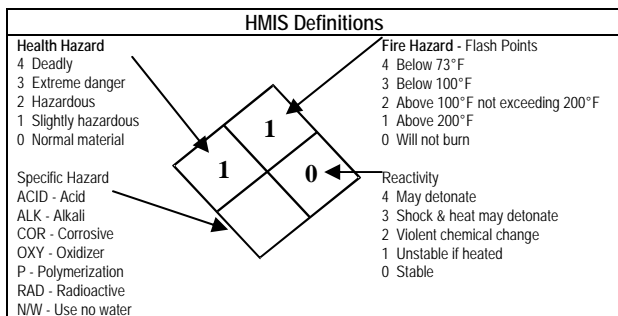 HMIS Definitions
Health Hazard
4 Deadly
3 Extreme danger
2 Hazardous
1 Slightly hazardous
0 Normal material
Fire Hazard - Flash Points
4 Below 73°F
3 Below 100°F
2 Above 100°F not exceeding 200°F
1 Above 200°F
0 Will not burn
1
1
0
Specific Hazard
ACID - Acid
ALK - Alkali
COR - Corrosive
OXY - Oxidizer
P - Polymerization
RAD - Radioactive
N/W - Use no water
Reactivity
4 May detonate
3 Shock & heat may detonate
2 Violent chemical change
1 Unstable if heated
0 Stable